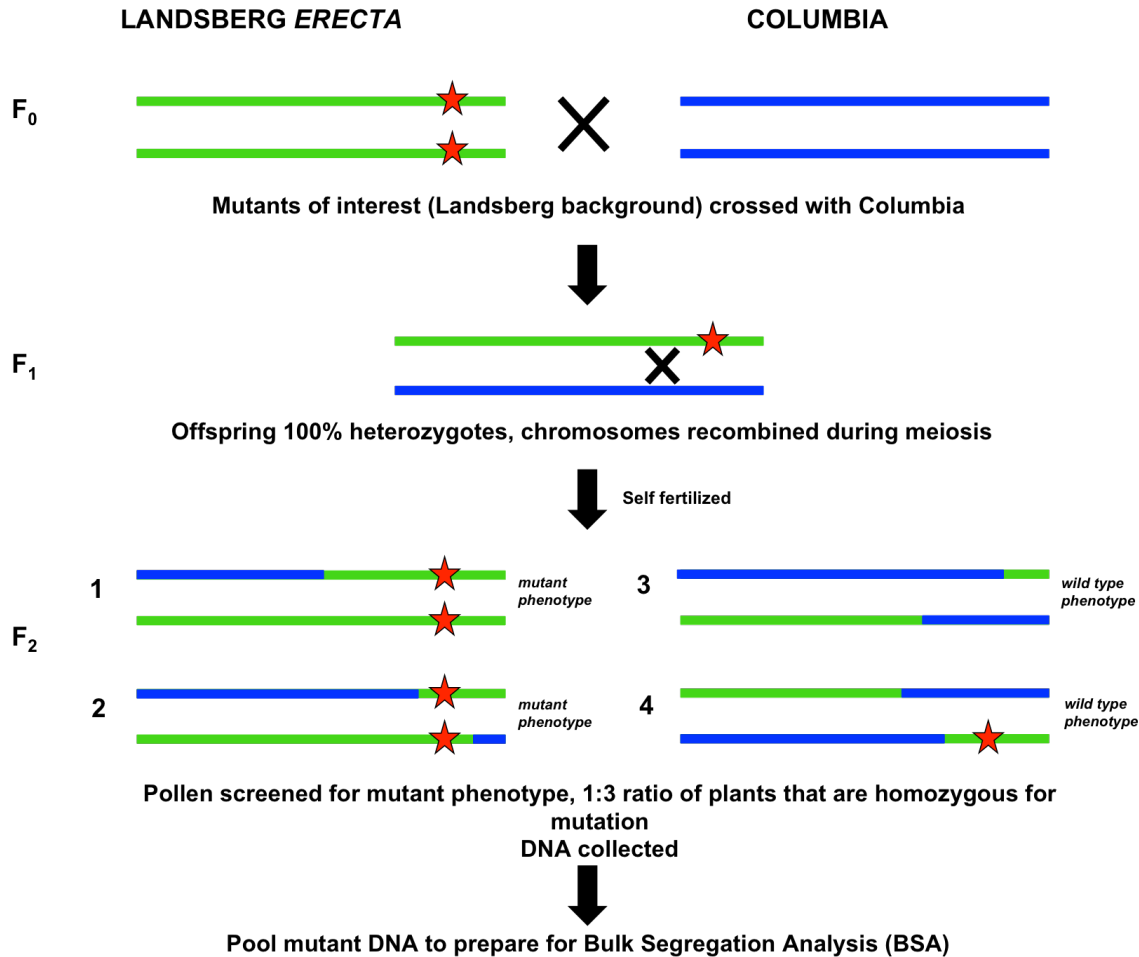 LANDSBERG ERECTA
COLUMBIA
F0
Mutants of interest (Landsberg background) crossed with Columbia
F1
Offspring 100% heterozygotes, chromosomes recombined during meiosis
Self fertilized
F2
1
mutant
phenotype
2
mutant
phenotype
3
wild type
phenotype
4
wild type
phenotype
Pollen screened for mutant phenotype, 1:3 ratio of plants that are homozygous for
mutation
DNA collected
Pool mutant DNA to prepare for Bulk Segregation Analysis (BSA)